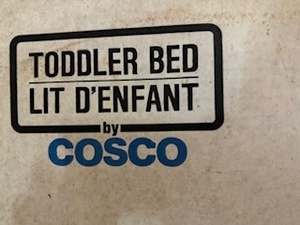 TODDLER BED
LIT D'ENFANT
by
COSCO